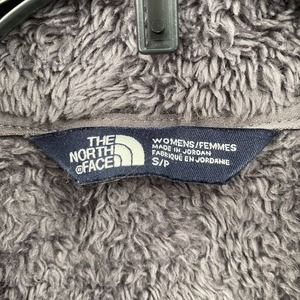 THE
NORTH
FACE
WOMENS/FEMMES
MADE IN JORDAN
FABRIQUÉ EN JORDANIE
S/P